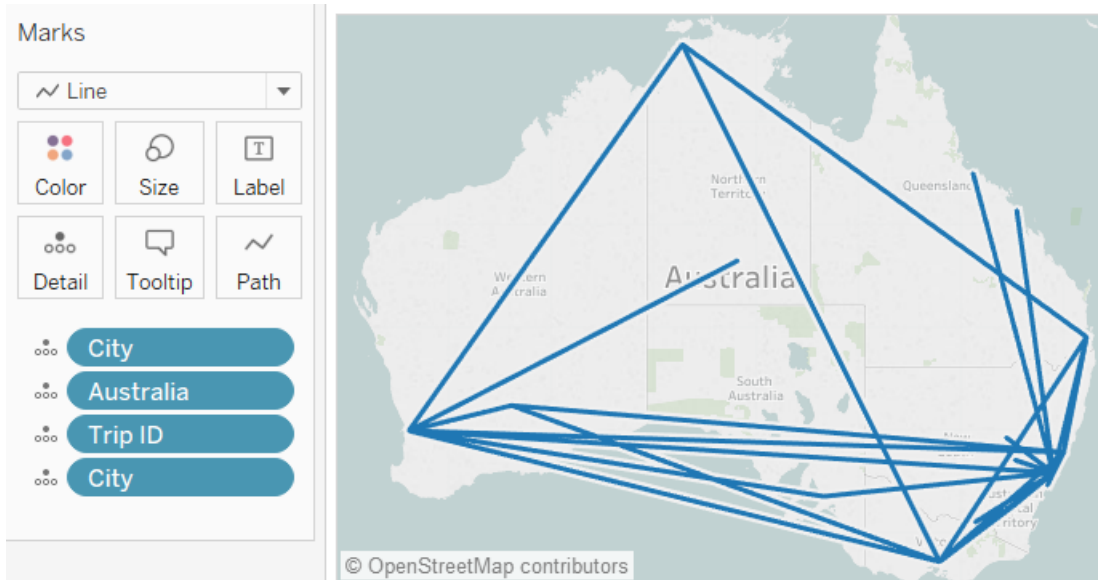 Marks
Line
Color
Size
Label
Detail
Tooltip
Path
City
Australia
Trip ID
City
Northern
Territory
Queensland
Western
Australia
Australia
South
Australia
© OpenStreetMap contributors